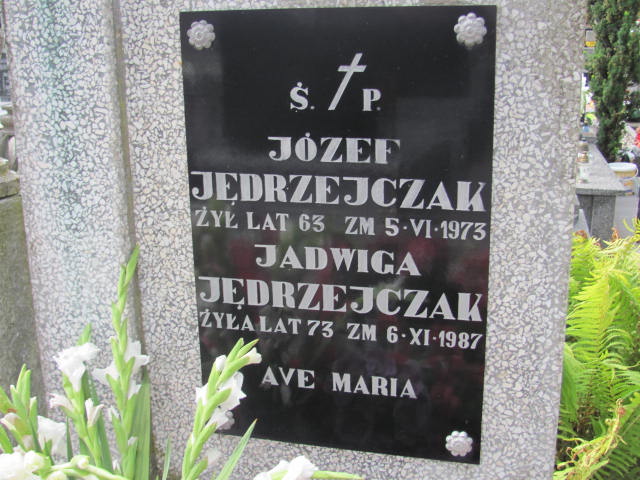 Ś. P.
JÓZEF
JĘDRZEJCZAK
ŻYŁ LAT 63 ZM 5·VI·1973
JADWIGA
JĘDRZEJCZAK
ŻYŁA LAT 73 ZM 6·XI·1987
AVE MARIA